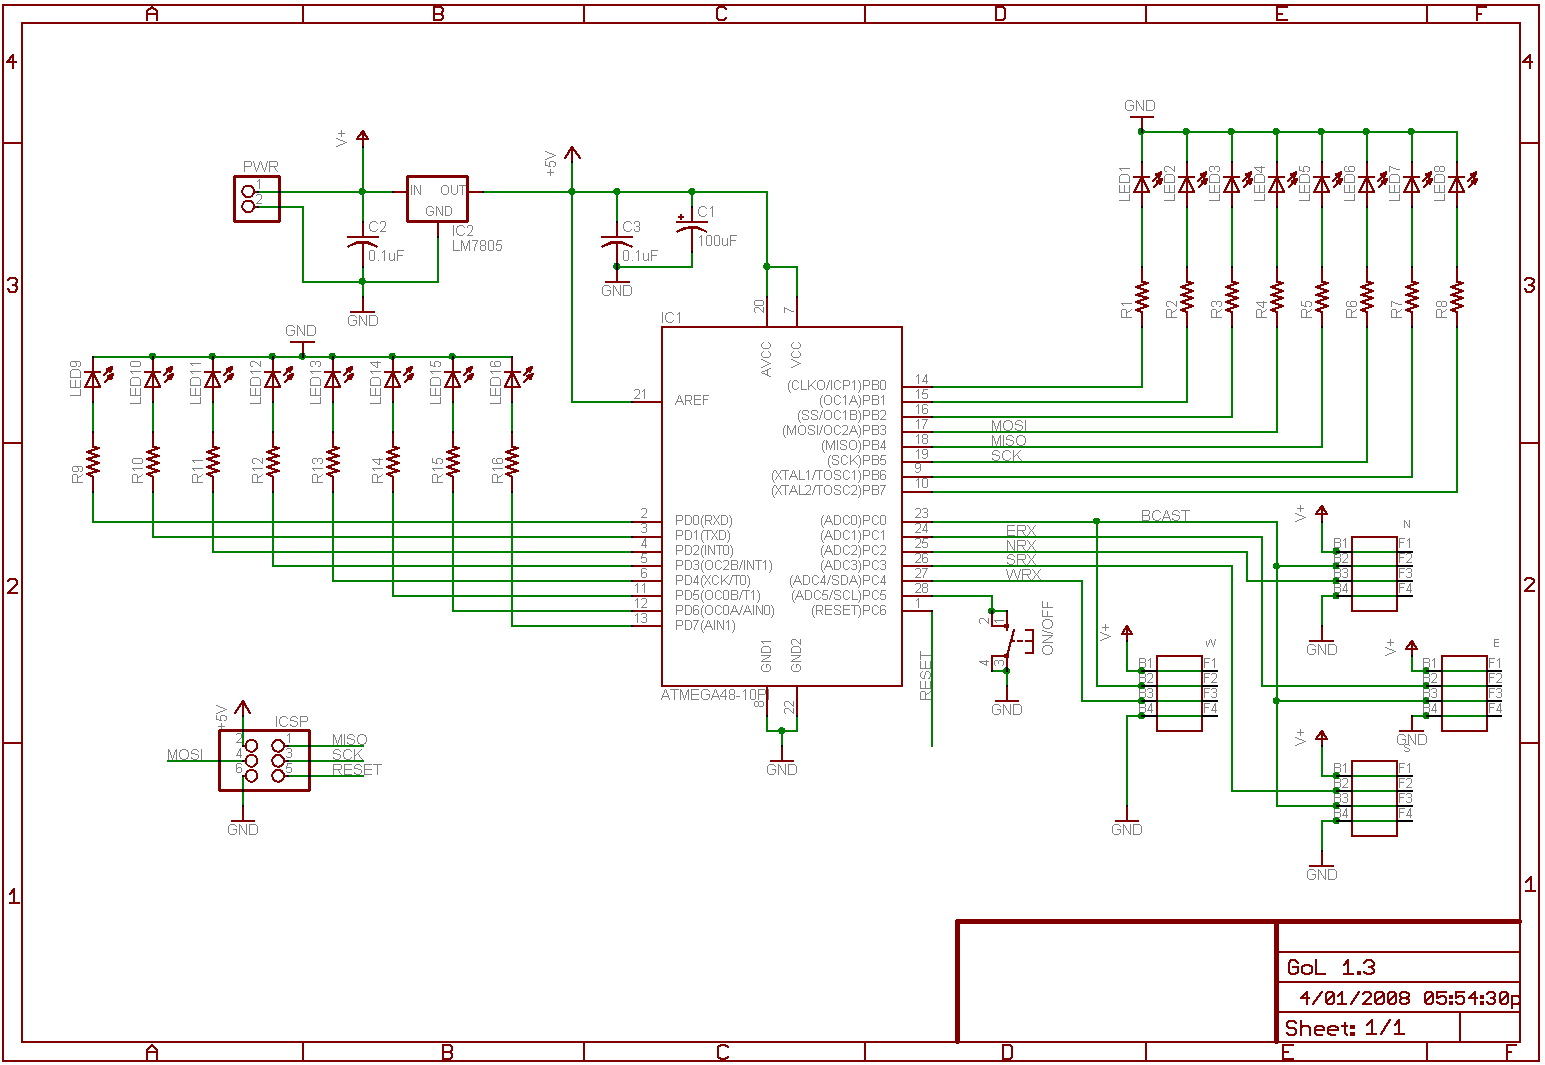 A B C D E F
4 4
3 3
2 2
1 1
PWR
1
2
V+
IN OUT
GND
IC2
LM7805
C2
0.1uF
GND
+5V
C3
0.1uF
C1
100uF
GND
GND
LED1 LED2 LED3 LED4 LED5 LED6 LED7 LED8
R1 R2 R3 R4 R5 R6 R7 R8
GND
LED9 LED10 LED11 LED12 LED13 LED14 LED15 LED16
R9 R10 R11 R12 R13 R14 R15 R16
IC1
20 7
AVCC VCC
21 AREF
(CLKO/ICP1)PB0 14
(OC1A)PB1 15
(SS/OC1B)PB2 16
(MOSI/OC2A)PB3 17 MOSI
(MISO)PB4 18 MISO
(SCK)PB5 19 SCK
(XTAL1/TOSC1)PB6 9
(XTAL2/TOSC2)PB7 10
2 PD0(RXD) (ADC0)PC0 23 BCAST
3 PD1(TXD) (ADC1)PC1 24 ERX
4 PD2(INT0) (ADC2)PC2 25 NRX
5 PD3(OC2B/INT1) (ADC3)PC3 26 SRX
6 PD4(XCK/T0) (ADC4/SDA)PC4 27 WRX
11 PD5(OC0B/T1) (ADC5/SCL)PC5 28
12 PD6(OC0A/AIN0) (RESET)PC6 1
13 PD7(AIN1)
GND1 GND2
ATMEGA48-10P
8 22
GND
RESET
2 1
4 3
ON/OFF
GND
V+
N
B1 F1
B2 F2
B3 F3
B4 F4
GND
V+
W
B1 F1
B2 F2
B3 F3
B4 F4
GND
V+
E
B1 F1
B2 F2
B3 F3
B4 F4
GND
V+
S
B1 F1
B2 F2
B3 F3
B4 F4
GND
+5V
ICSP
2 1 MISO
MOSI 4 3 SCK
6 5 RESET
GND
GoL 1.3
4/01/2008 05:54:30p
Sheet: 1/1
A B C D E F